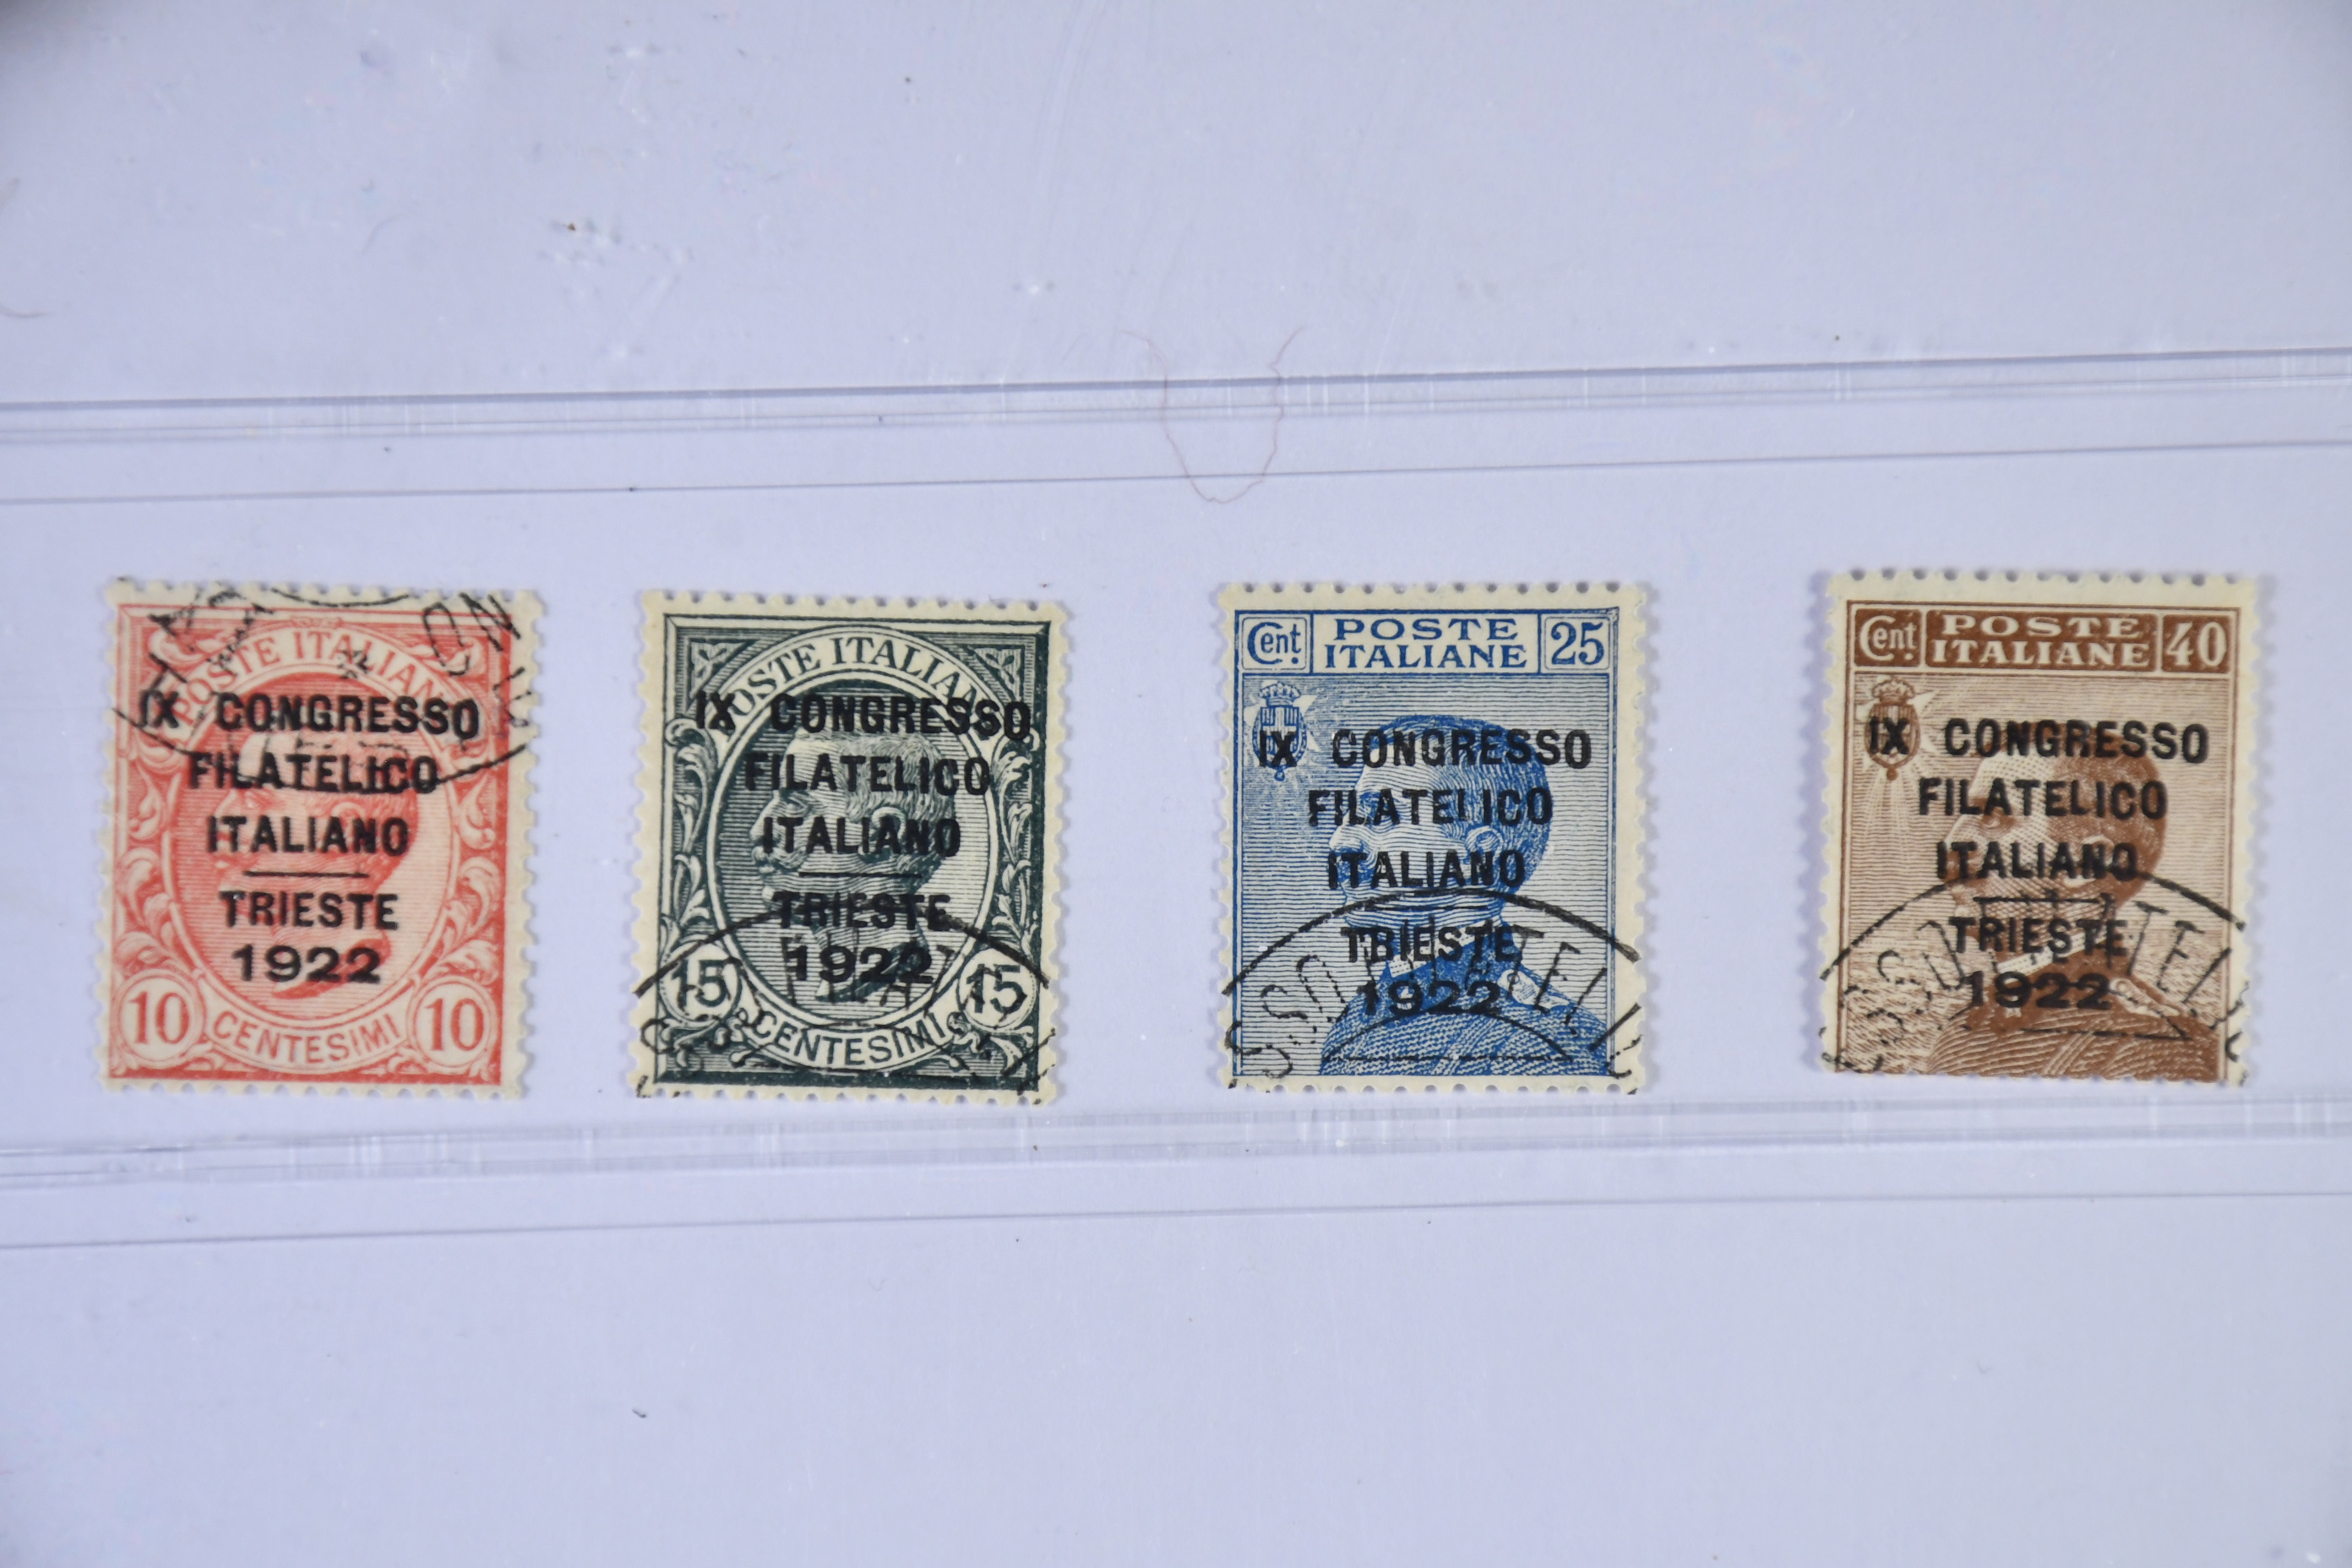 POSTE ITALIANE
IX CONGRESSO
FILATELICO
ITALIANO
TRIESTE
1922
10 CENTESIMI 10
POSTE ITALIANE
IX CONGRESSO
FILATELICO
ITALIANO
TRIESTE
1922
15 CENTESIMI 15
Cent. POSTE ITALIANE 25
IX CONGRESSO
FILATELICO
ITALIANO
TRIESTE
1922
Cent. POSTE ITALIANE 40
IX CONGRESSO
FILATELICO
ITALIANO
TRIESTE
1922